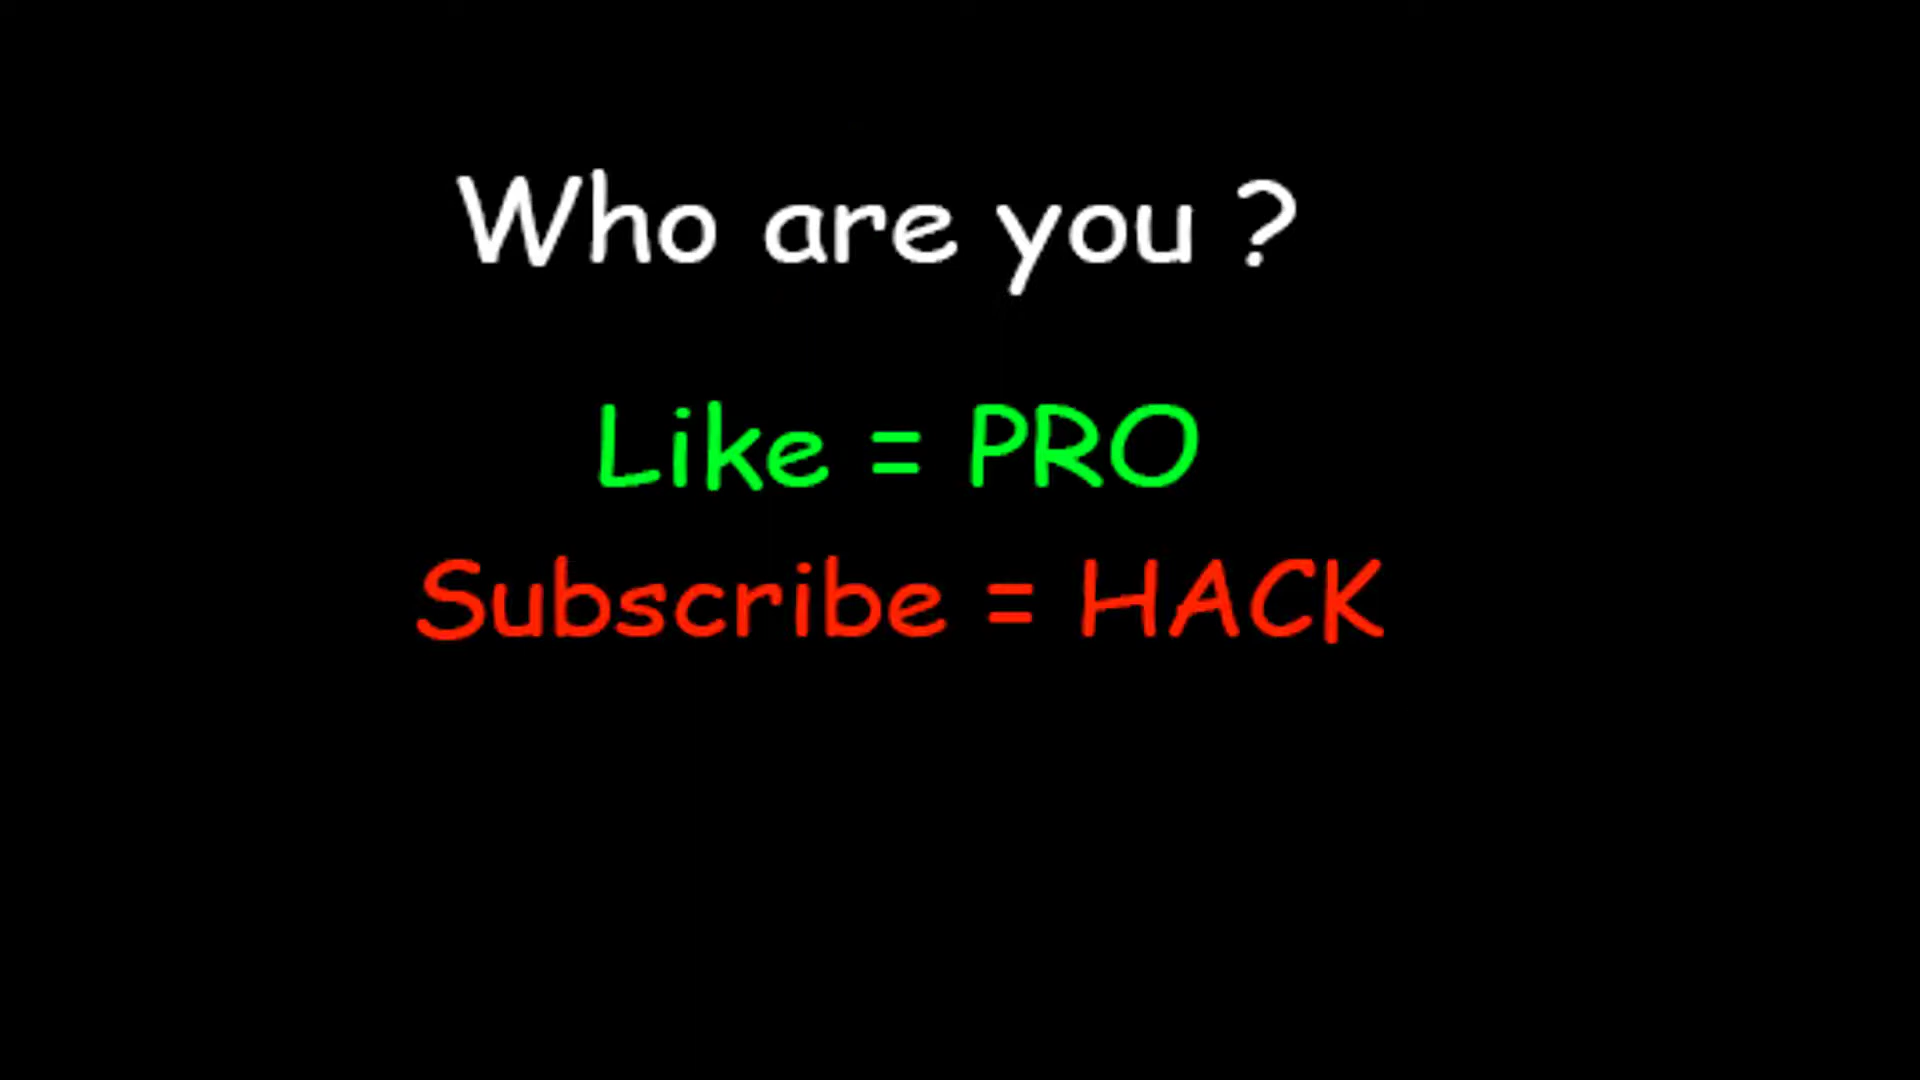 Who are you ?
Like = PRO
Subscribe = HACK